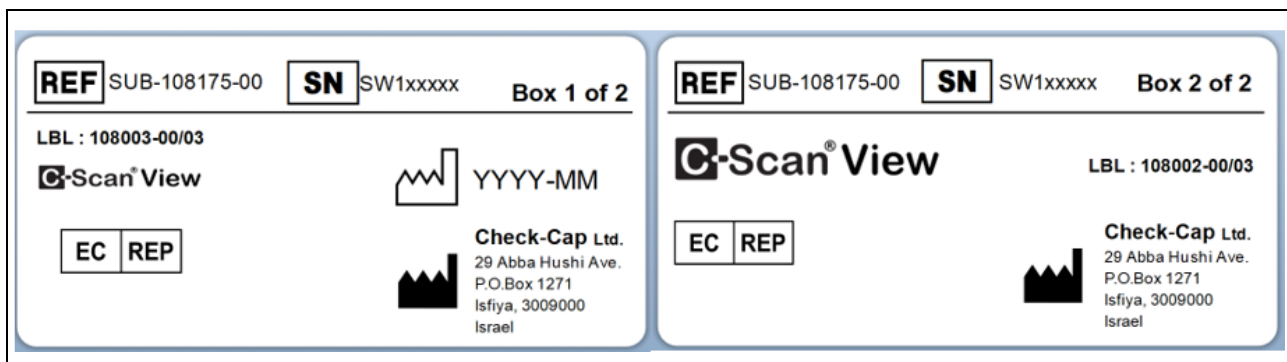 REF SUB-108175-00 SN SW1xxxxx Box 1 of 2
LBL : 108003-00/03
C-Scan® View
YYYY-MM
EC REP
Check-Cap Ltd.
29 Abba Hushi Ave.
P.O.Box 1271
Isfiya, 3009000
Israel
REF SUB-108175-00 SN SW1xxxxx Box 2 of 2
C-Scan® View
LBL : 108002-00/03
EC REP
Check-Cap Ltd.
29 Abba Hushi Ave.
P.O.Box 1271
Isfiya, 3009000
Israel